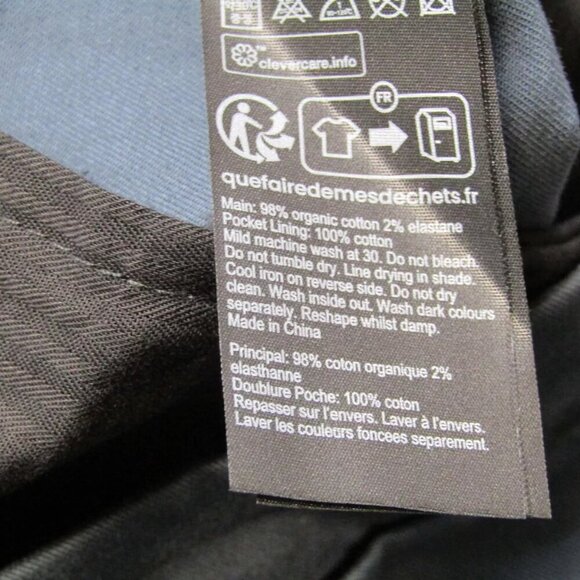 clevercare.info
FR
quefairedemesdechets.fr
Main: 98% organic cotton 2% elastane
Pocket Lining: 100% cotton
Mild machine wash at 30. Do not bleach.
Do not tumble dry. Line drying in shade.
Cool iron on reverse side. Do not dry
clean. Wash inside out. Wash dark colours
separately. Reshape whilst damp.
Made in China
Principal: 98% coton organique 2%
elasthanne
Doublure Poche: 100% coton
Repasser sur l'envers. Laver à l'envers.
Laver les couleurs foncees separement.